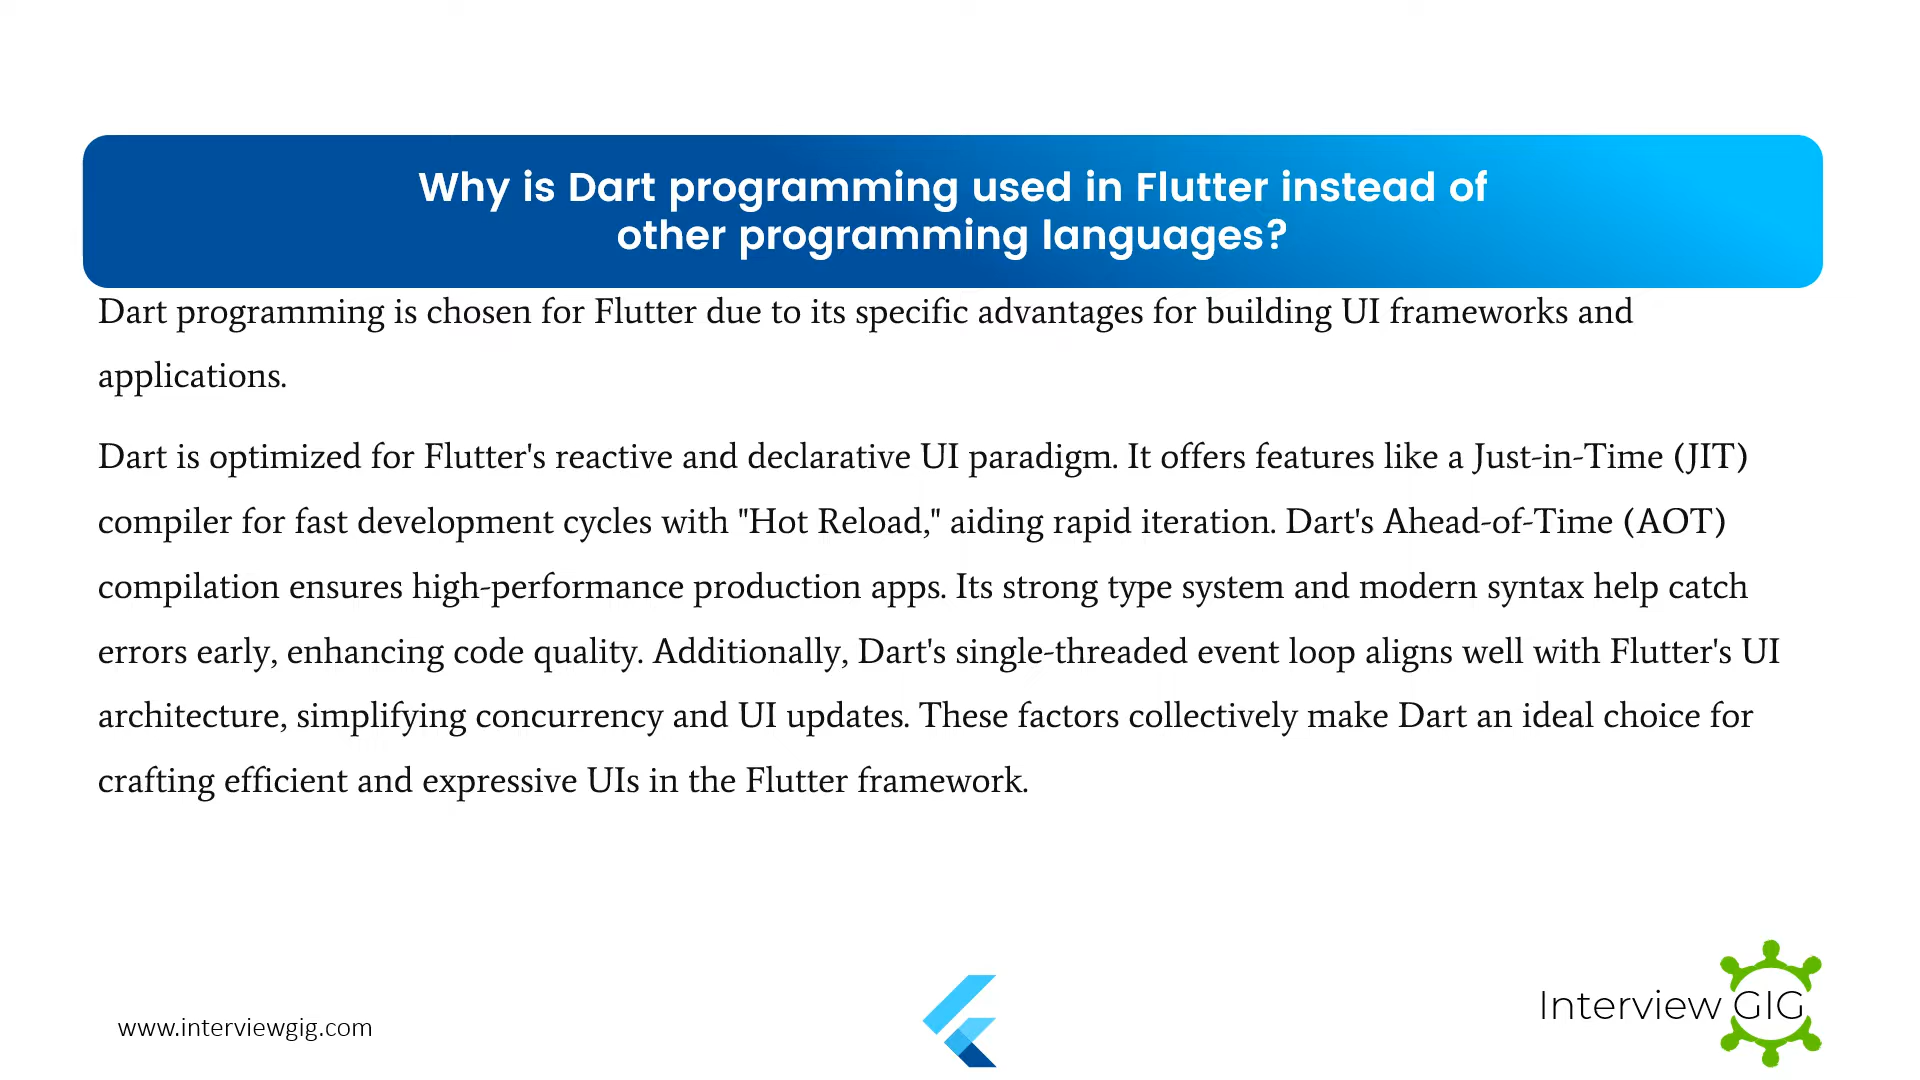 Why is Dart programming used in Flutter instead of
other programming languages?
Dart programming is chosen for Flutter due to its specific advantages for building UI frameworks and
applications.
Dart is optimized for Flutter's reactive and declarative UI paradigm. It offers features like a Just-in-Time (JIT)
compiler for fast development cycles with "Hot Reload," aiding rapid iteration. Dart's Ahead-of-Time (AOT)
compilation ensures high-performance production apps. Its strong type system and modern syntax help catch
errors early, enhancing code quality. Additionally, Dart's single-threaded event loop aligns well with Flutter's UI
architecture, simplifying concurrency and UI updates. These factors collectively make Dart an ideal choice for
crafting efficient and expressive UIs in the Flutter framework.
www.interviewgig.com
Interview GIG